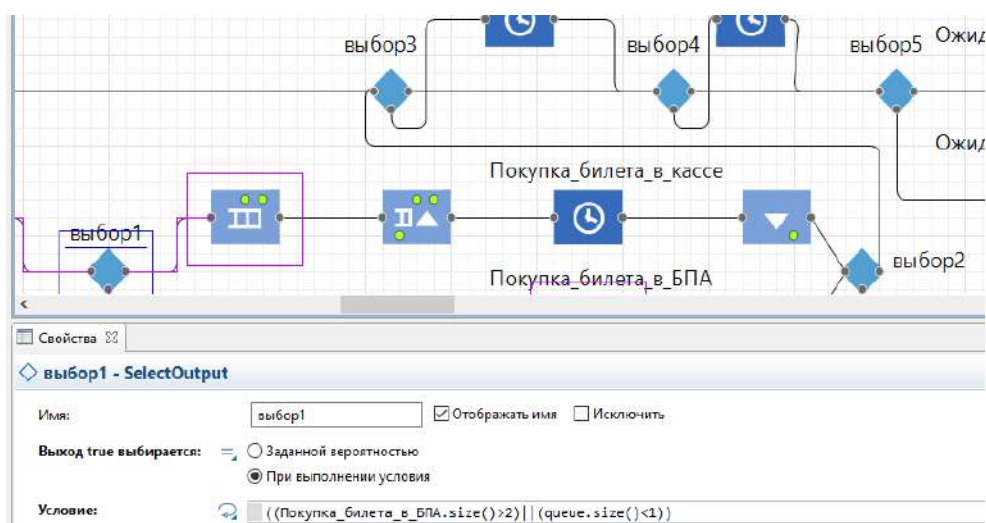 выбор3
выбор4
выбор5
Ожид
Ожид
Покупка_билета_в_кассе
выбор1
выбор2
Покупка_билета_в_БПА
Свойства
выбор1 - SelectOutput
Имя: выбор1 Отображать имя Исключить
Выход true выбирается: Заданной вероятностью
При выполнении условия
Условие: ((Покупка_билета_в_БПА.size()>2)||(queue.size()<1))